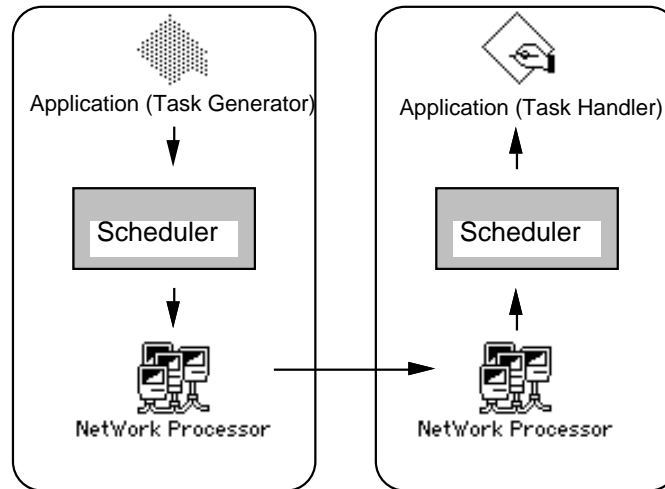 Application (Task Generator)
Scheduler
NetWork Processor
Application (Task Handler)
Scheduler
NetWork Processor